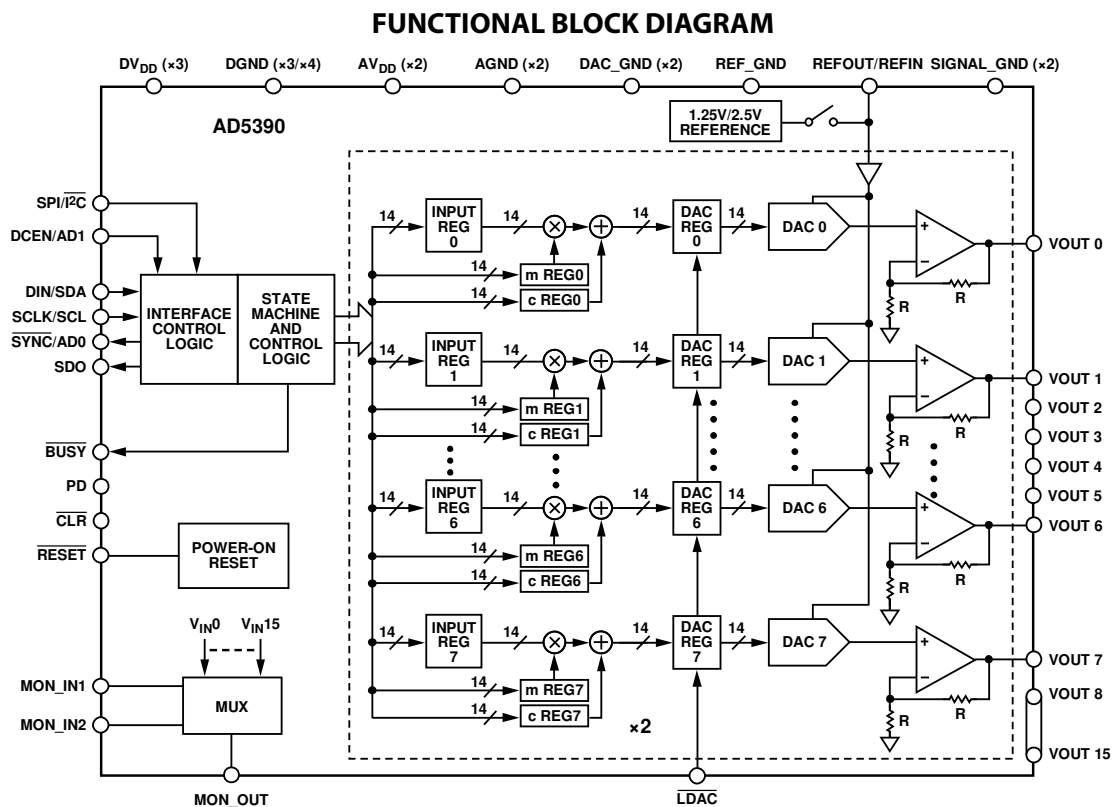 FUNCTIONAL BLOCK DIAGRAM
DVDD (×3)
DGND (×3/×4)
AVDD (×2)
AGND (×2)
DAC_GND (×2)
REF_GND
REFOUT/REFIN
SIGNAL_GND (×2)
AD5390
1.25V/2.5V
REFERENCE
SPI/I2C
DCEN/AD1
DIN/SDA
SCLK/SCL
SYNC/AD0
SDO
BUSY
PD
CLR
RESET
MON_IN1
MON_IN2
INTERFACE
CONTROL
LOGIC
STATE
MACHINE
AND
CONTROL
LOGIC
POWER-ON
RESET
VIN0
VIN15
MUX
MON_OUT
14
INPUT
REG
0
14
×
+
14
DAC
REG
0
14
DAC 0
+
−
R
R
VOUT 0
14
m REG0
14
c REG0
14
INPUT
REG
1
14
×
+
14
DAC
REG
1
14
DAC 1
+
−
R
R
VOUT 1
14
m REG1
14
c REG1
VOUT 2
VOUT 3
VOUT 4
VOUT 5
14
INPUT
REG
6
14
×
+
14
DAC
REG
6
14
DAC 6
+
−
R
R
VOUT 6
14
m REG6
14
c REG6
14
INPUT
REG
7
14
×
+
14
DAC
REG
7
14
DAC 7
+
−
R
R
VOUT 7
14
m REG7
14
c REG7
×2
VOUT 8
VOUT 15
LDAC